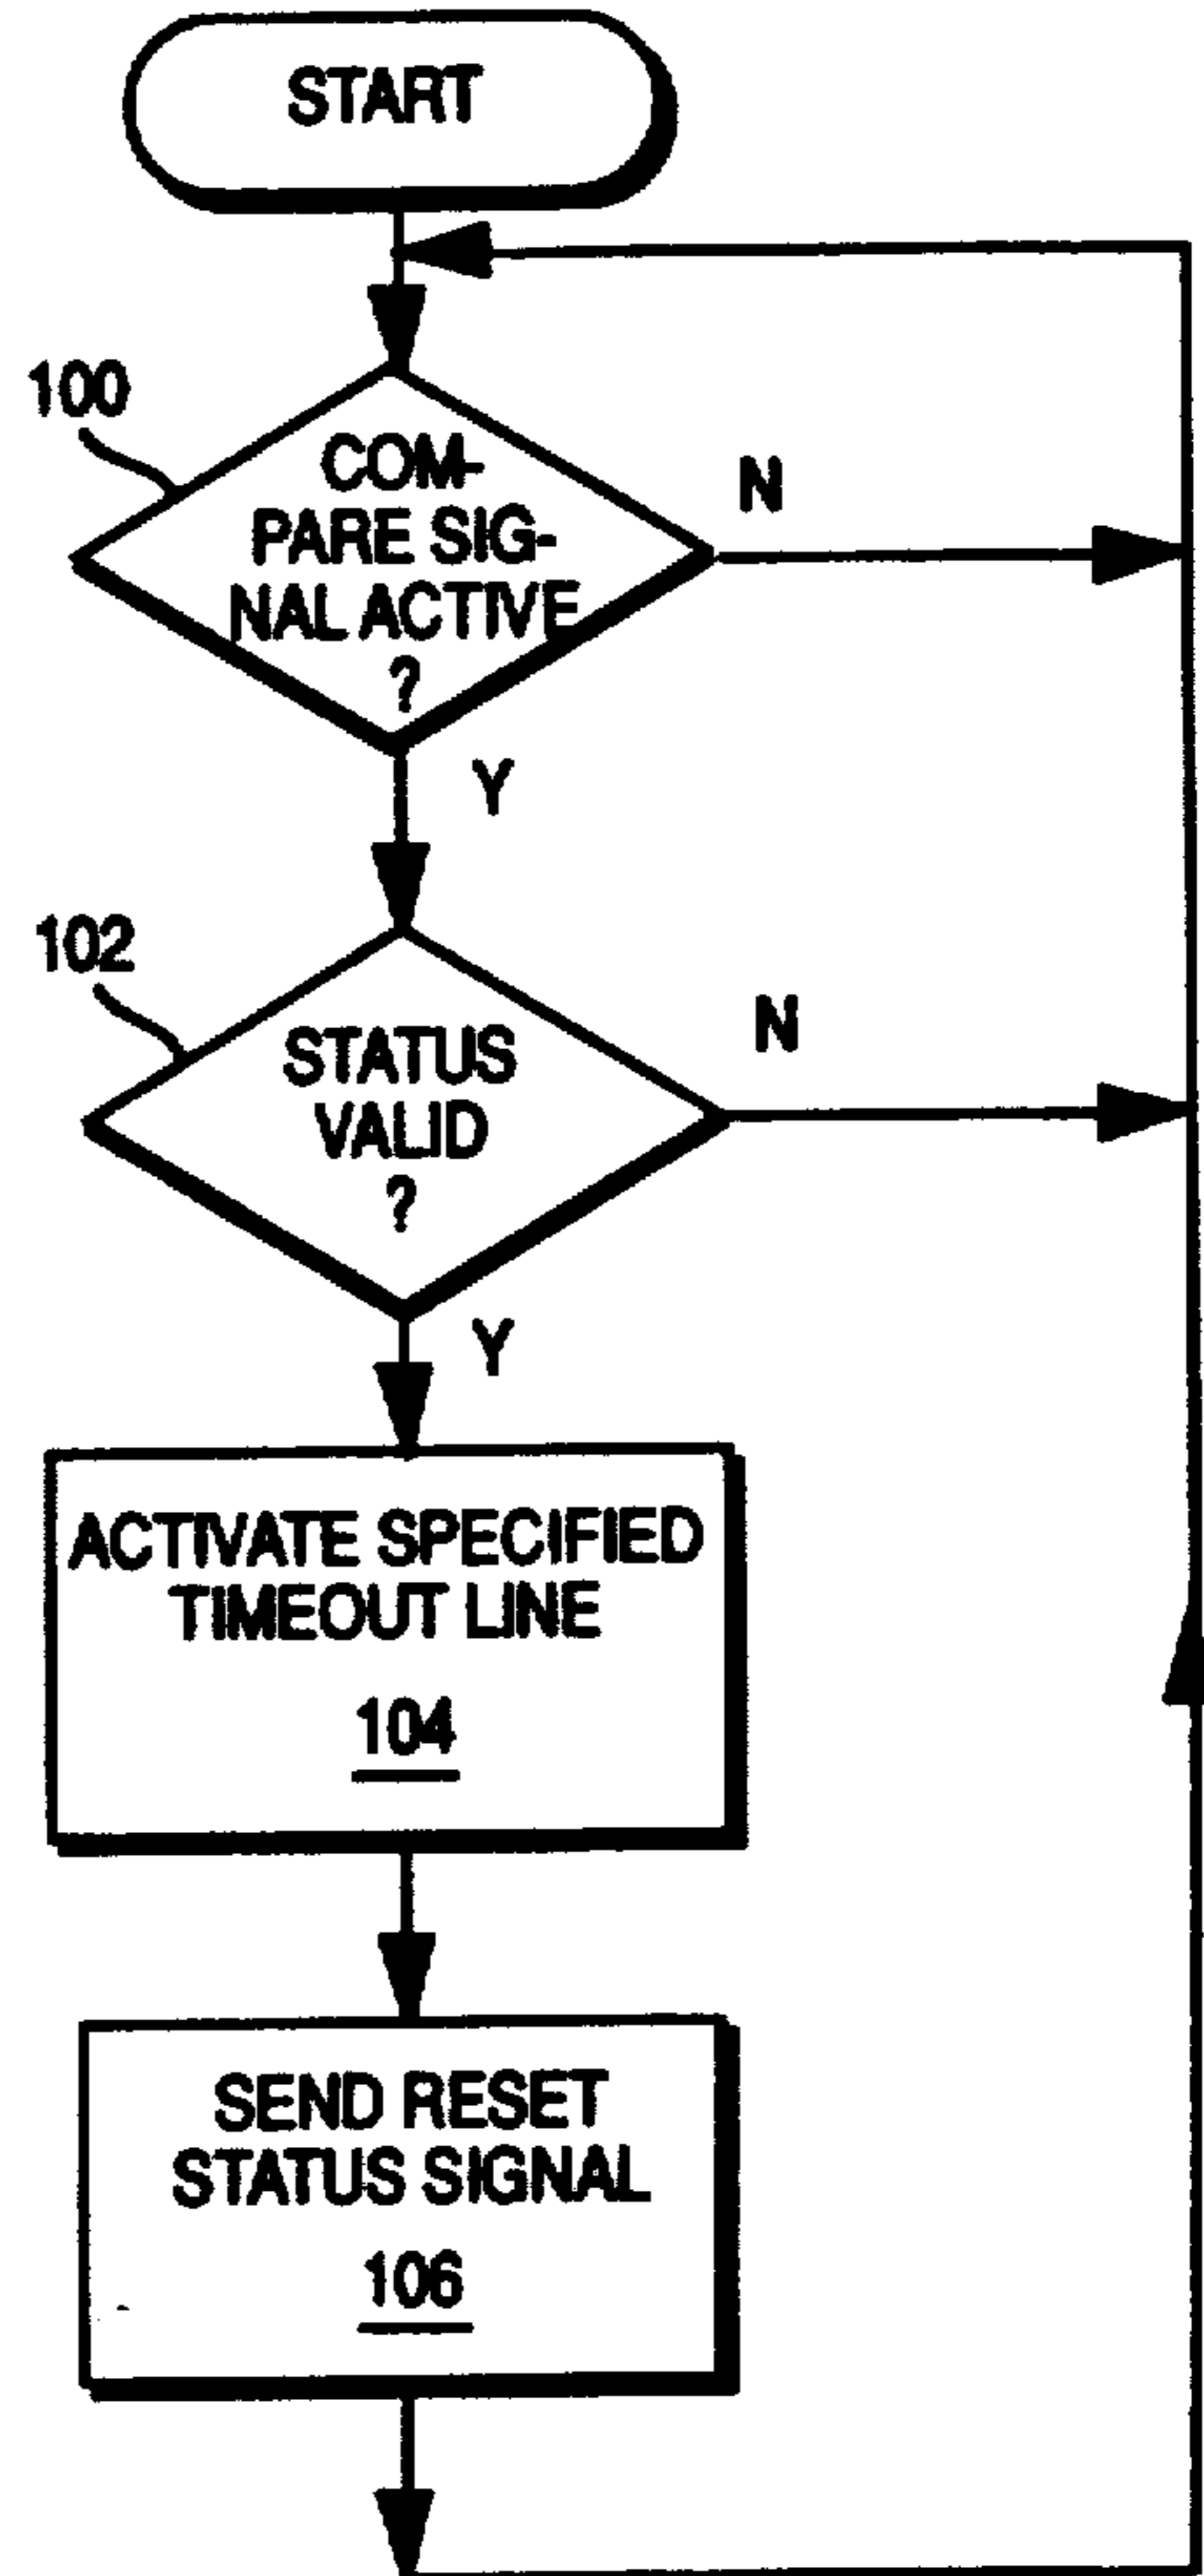 START
100
COM-
PARE SIG-
NAL ACTIVE
?
N
Y
102
STATUS
VALID
?
N
Y
ACTIVATE SPECIFIED
TIMEOUT LINE
104
SEND RESET
STATUS SIGNAL
106